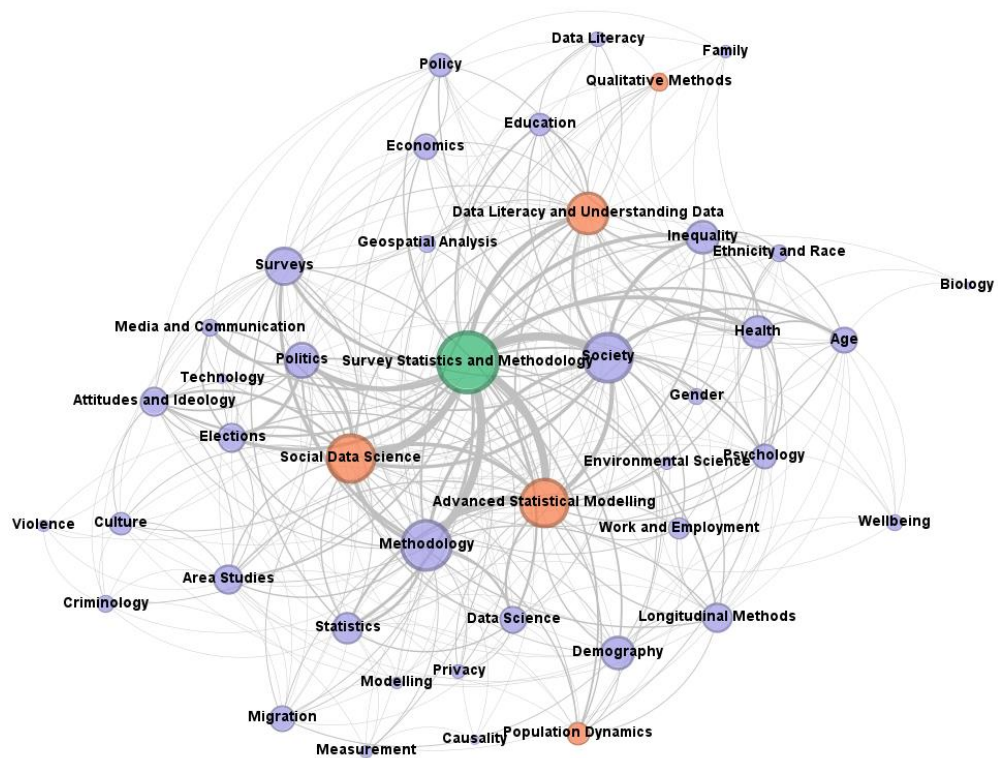 Data Literacy
Family
Policy
Qualitative Methods
Education
Economics
Data Literacy and Understanding Data
Inequality
Geospatial Analysis
Ethnicity and Race
Surveys
Biology
Media and Communication
Health
Age
Politics
Survey Statistics and Methodology
Society
Technology
Attitudes and Ideology
Gender
Elections
Social Data Science
Environmental Science
Psychology
Advanced Statistical Modelling
Violence
Culture
Work and Employment
Wellbeing
Methodology
Area Studies
Criminology
Statistics
Data Science
Longitudinal Methods
Demography
Privacy
Modelling
Migration
Measurement
Causality
Population Dynamics